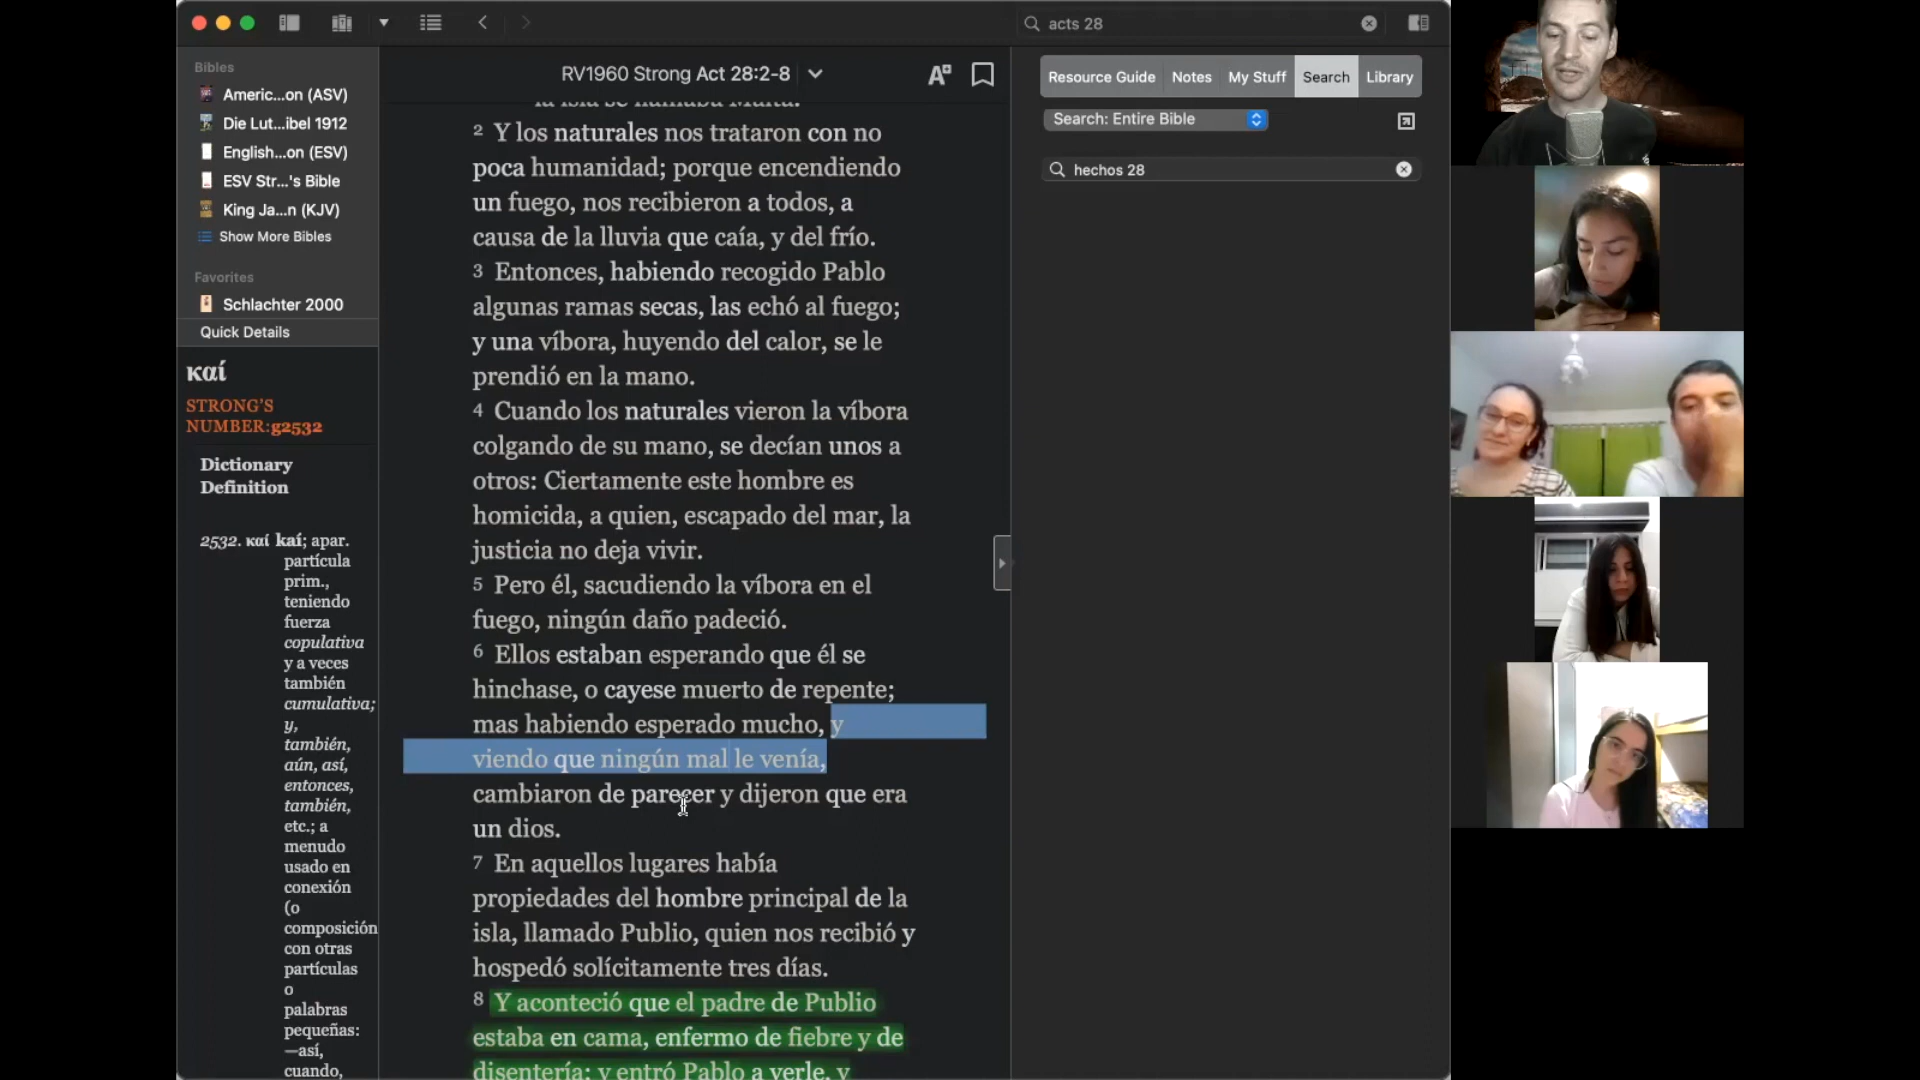 acts 28
Bibles
Americ...on (ASV)
Die Lut...ibel 1912
English...on (ESV)
ESV Str...'s Bible
King Ja...n (KJV)
Show More Bibles
Favorites
Schlachter 2000
Quick Details
καί
STRONG'S
NUMBER:g2532
Dictionary
Definition
2532. καί kaí; apar.
partícula
prim.,
teniendo
fuerza
copulativa
y a veces
también
cumulativa;
y,
también,
aún, así,
entonces,
también,
etc.; a
menudo
usado en
conexión
(o
composición
con otras
partículas
o
palabras
pequeñas:
—así,
cuando,
RV1960 Strong Act 28:2-8
la isla se llamaba Malta.
2 Y los naturales nos trataron con no
poca humanidad; porque encendiendo
un fuego, nos recibieron a todos, a
causa de la lluvia que caía, y del frío.
3 Entonces, habiendo recogido Pablo
algunas ramas secas, las echó al fuego;
y una víbora, huyendo del calor, se le
prendió en la mano.
4 Cuando los naturales vieron la víbora
colgando de su mano, se decían unos a
otros: Ciertamente este hombre es
homicida, a quien, escapado del mar, la
justicia no deja vivir.
5 Pero él, sacudiendo la víbora en el
fuego, ningún daño padeció.
6 Ellos estaban esperando que él se
hinchase, o cayese muerto de repente;
mas habiendo esperado mucho, y
viendo que ningún mal le venía,
cambiaron de parecer y dijeron que era
un dios.
7 En aquellos lugares había
propiedades del hombre principal de la
isla, llamado Publio, quien nos recibió y
hospedó solícitamente tres días.
8 Y aconteció que el padre de Publio
estaba en cama, enfermo de fiebre y de
disentería; y entró Pablo a verle, y
Resource Guide
Notes
My Stuff
Search
Library
Search: Entire Bible
hechos 28